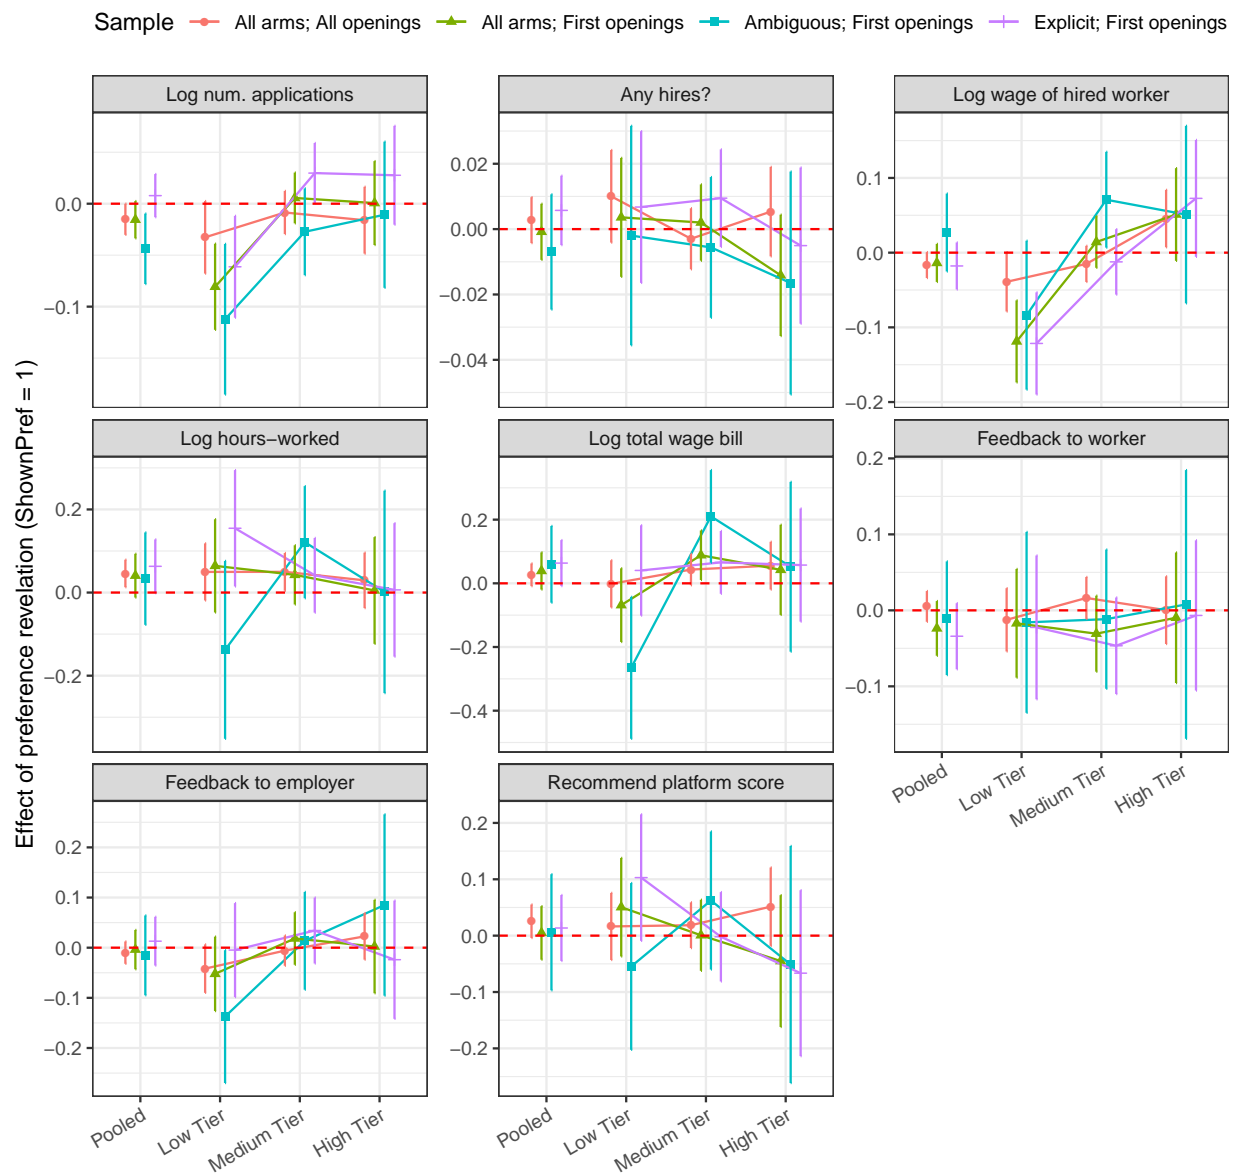 Sample All arms; All openings All arms; First openings Ambiguous; First openings Explicit; First openings
Effect of preference revelation (ShownPref = 1)
Log num. applications
0.0
−0.1
Any hires?
0.02
0.00
−0.02
−0.04
Log wage of hired worker
0.1
0.0
−0.1
−0.2
Log hours−worked
0.2
0.0
−0.2
Log total wage bill
0.2
0.0
−0.2
−0.4
Feedback to worker
0.2
0.1
0.0
−0.1
Pooled
Low Tier
Medium Tier
High Tier
Feedback to employer
0.2
0.1
0.0
−0.1
−0.2
Pooled
Low Tier
Medium Tier
High Tier
Recommend platform score
0.2
0.1
0.0
−0.1
−0.2
Pooled
Low Tier
Medium Tier
High Tier